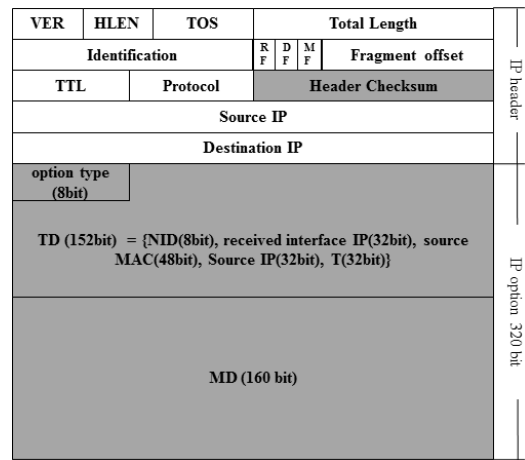 VER HLEN TOS Total Length
Identification R F D F M F Fragment offset
TTL Protocol Header Checksum
Source IP
Destination IP
IP header
option type
(8bit)
TD (152bit) = {NID(8bit), received interface IP(32bit), source
MAC(48bit), Source IP(32bit), T(32bit)}
MD (160 bit)
IP option 320 bit